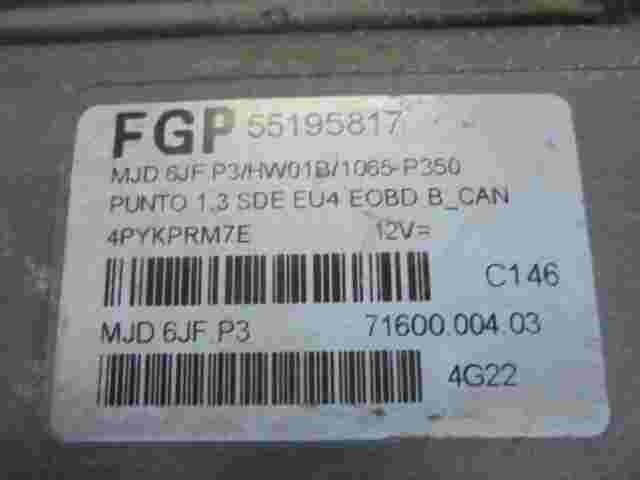 FGP 55195817
MJD 6JF.P3/HW01B/1065-P350
PUNTO 1,3 SDE EU4 EOBD B_CAN
4PYKPRM7E 12V=
C146
MJD 6JF.P3 71600.004.03
4G22